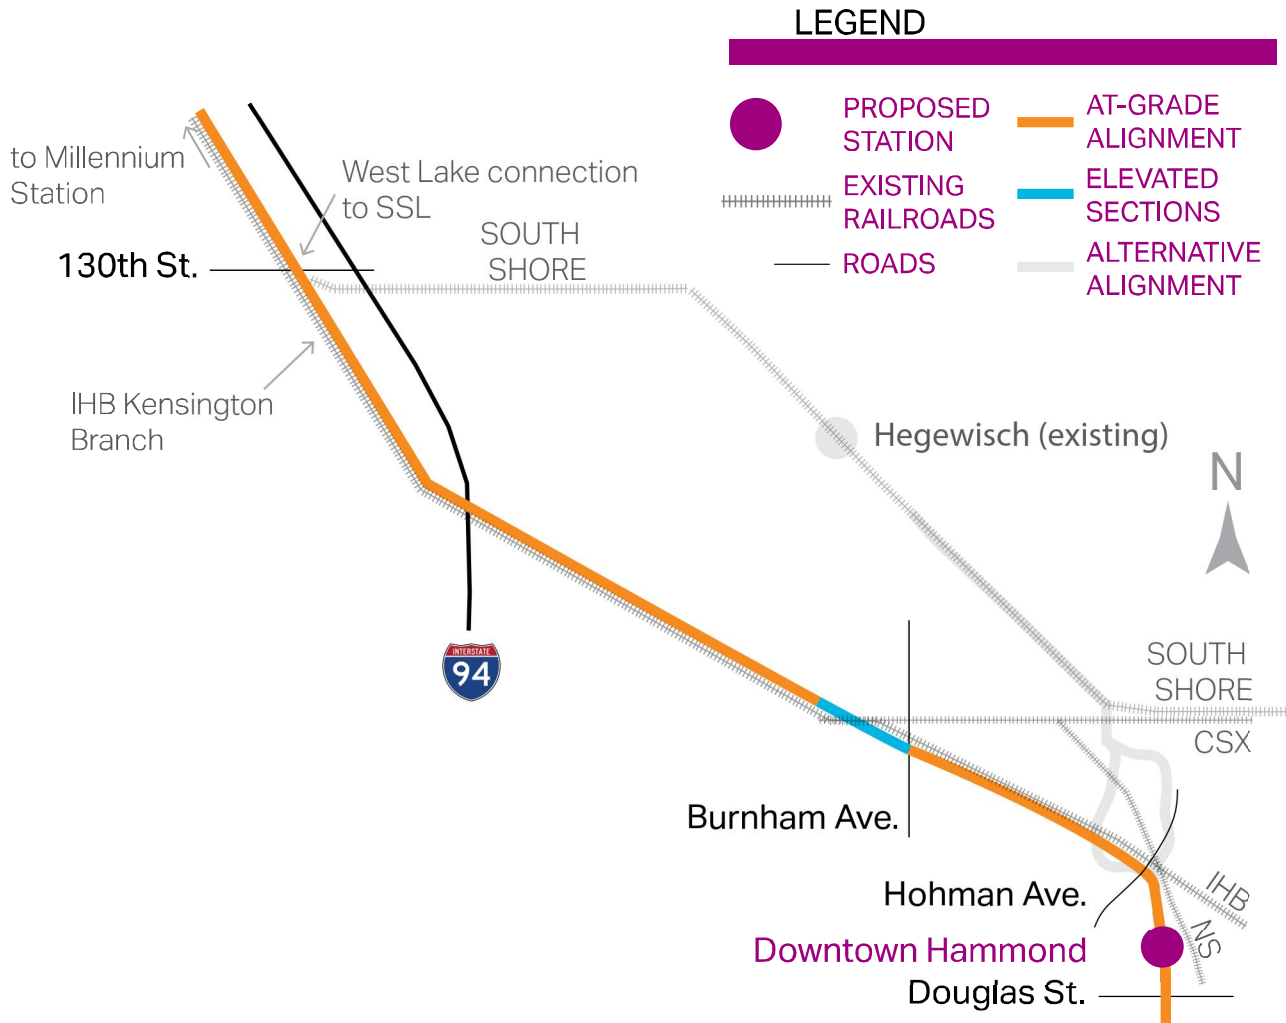 LEGEND
PROPOSED
STATION
AT-GRADE
ALIGNMENT
EXISTING
RAILROADS
ELEVATED
SECTIONS
ROADS
ALTERNATIVE
ALIGNMENT
to Millennium
Station
West Lake connection
to SSL
SOUTH
SHORE
130th St.
IHB Kensington
Branch
Hegewisch (existing)
N
INTERSTATE
94
SOUTH
SHORE
CSX
Burnham Ave.
Hohman Ave.
IHB
NS
Downtown Hammond
Douglas St.